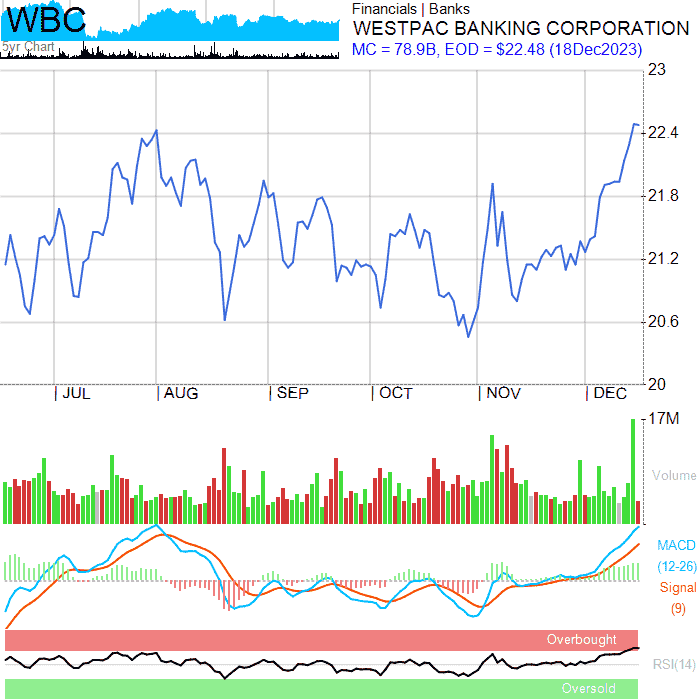 WBC
5yr Chart
Financials | Banks
WESTPAC BANKING CORPORATION
MC = 78.9B, EOD = $22.48 (18Dec2023)
23
22.4
21.8
21.2
20.6
20
JUL AUG SEP OCT NOV DEC
17M
Volume
MACD
(12-26)
Signal
(9)
Overbought
RSI(14)
Oversold